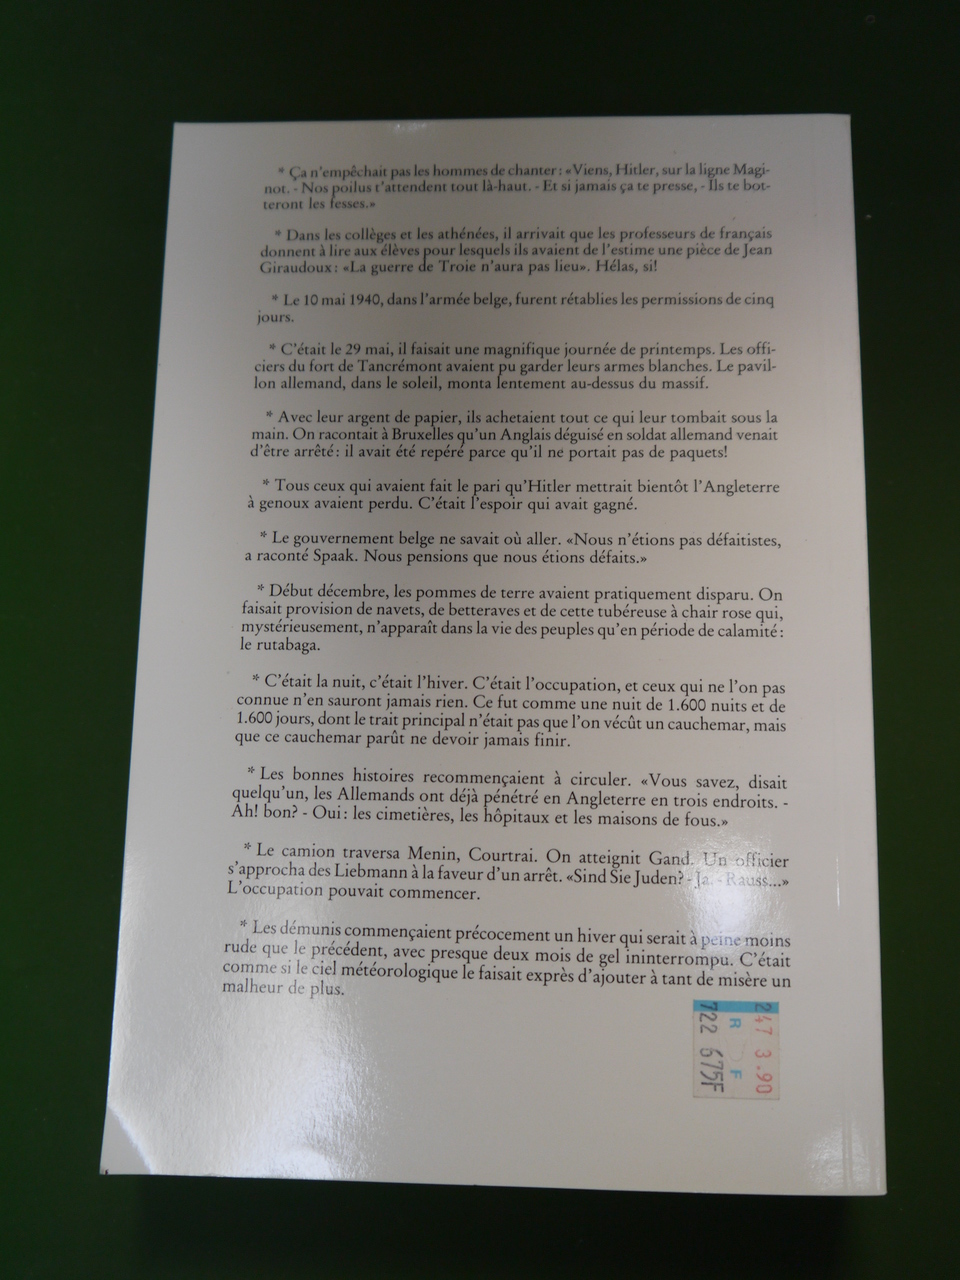 * Ça n'empêchait pas les hommes de chanter : «Viens, Hitler, sur la ligne Magi-
not. - Nos poilus t'attendent tout là-haut. - Et si jamais ça te presse, - Ils te bot-
teront les fesses.»
* Dans les collèges et les athénées, il arrivait que les professeurs de français
donnent à lire aux élèves pour lesquels ils avaient de l'estime une pièce de Jean
Giraudoux : «La guerre de Troie n'aura pas lieu». Hélas, si!
* Le 10 mai 1940, dans l'armée belge, furent rétablies les permissions de cinq
jours.
* C'était le 29 mai, il faisait une magnifique journée de printemps. Les offi-
ciers du fort de Tancrémont avaient pu garder leurs armes blanches. Le pavil-
lon allemand, dans le soleil, monta lentement au-dessus du massif.
* Avec leur argent de papier, ils achetaient tout ce qui leur tombait sous la
main. On racontait à Bruxelles qu'un Anglais déguisé en soldat allemand venait
d'être arrêté : il avait été repéré parce qu'il ne portait pas de paquets!
* Tous ceux qui avaient fait le pari qu'Hitler mettrait bientôt l'Angleterre
à genoux avaient perdu. C'était l'espoir qui avait gagné.
* Le gouvernement belge ne savait où aller. «Nous n'étions pas défaitistes,
a raconté Spaak. Nous pensions que nous étions défaits.»
* Début décembre, les pommes de terre avaient pratiquement disparu. On
faisait provision de navets, de betteraves et de cette tubéreuse à chair rose qui,
mystérieusement, n'apparaît dans la vie des peuples qu'en période de calamité :
le rutabaga.
* C'était la nuit, c'était l'hiver. C'était l'occupation, et ceux qui ne l'on pas
connue n'en sauront jamais rien. Ce fut comme une nuit de 1.600 nuits et de
1.600 jours, dont le trait principal n'était pas que l'on vécût un cauchemar, mais
que ce cauchemar parût ne devoir jamais finir.
* Les bonnes histoires recommençaient à circuler. «Vous savez, disait
quelqu'un, les Allemands ont déjà pénétré en Angleterre en trois endroits. -
Ah! bon? - Oui : les cimetières, les hôpitaux et les maisons de fous.»
* Le camion traversa Menin, Courtrai. On atteignit Gand. Un officier
s'approcha des Liebmann à la faveur d'un arrêt. «Sind Sie Juden? - Ja. - Rauss...»
L'occupation pouvait commencer.
* Les démunis commençaient précocement un hiver qui serait à peine moins
rude que le précédent, avec presque deux mois de gel ininterrompu. C'était
comme si le ciel météorologique le faisait exprès d'ajouter à tant de misère un
malheur de plus.
247 3.90
R F
722 675F